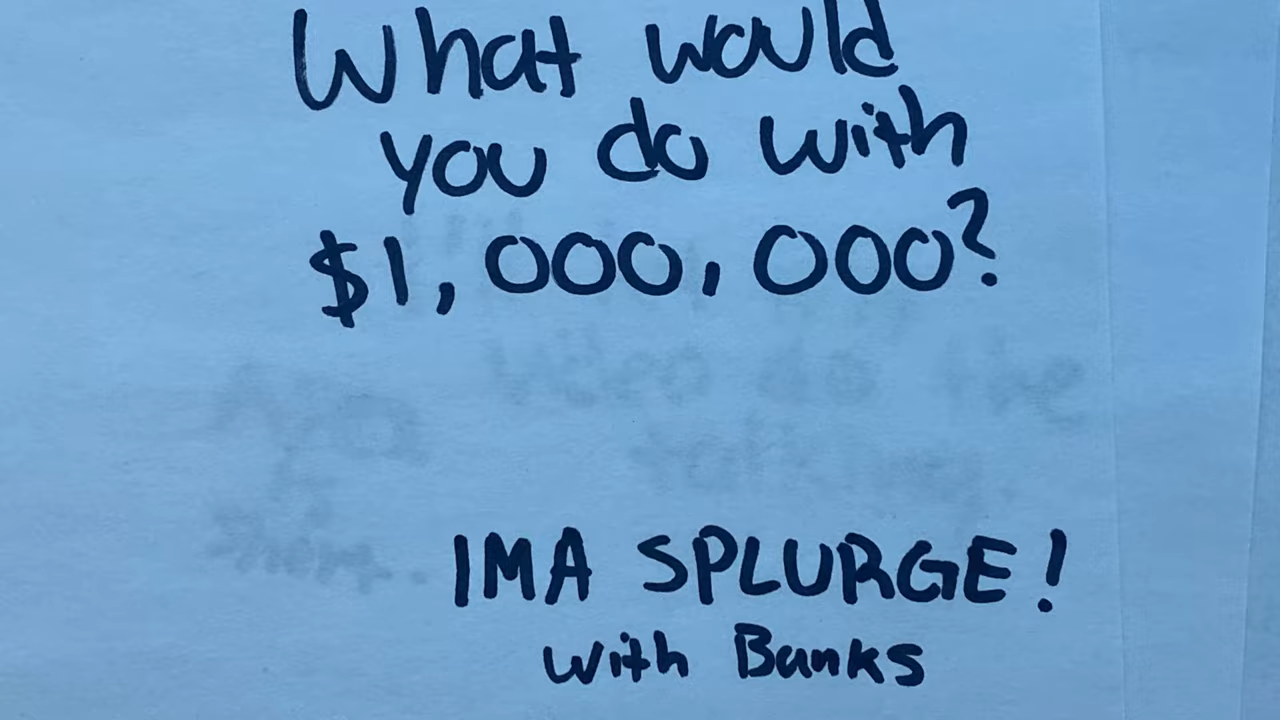 What would
you do with
$1,000,000?
IMA SPLURGE!
with Banks